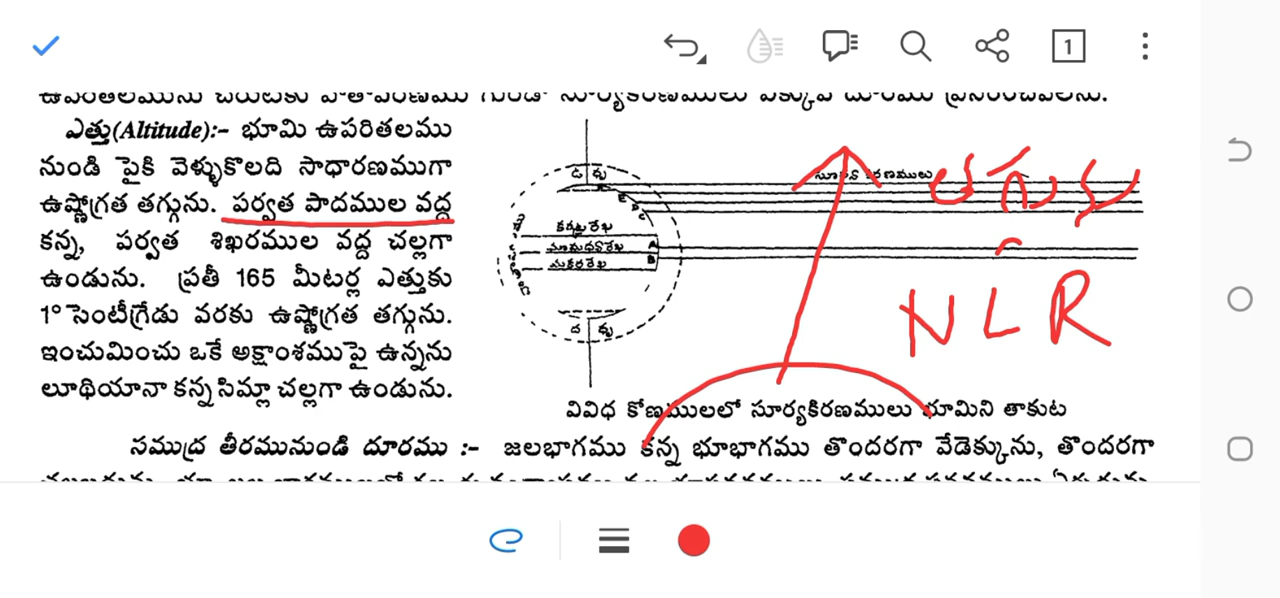 1
ఎత్తు(Altitude):- భూమి ఉపరితలము
నుండి పైకి వెళ్ళుకొలది సాధారణముగా
ఉష్ణోగ్రత తగ్గును. పర్వత పాదముల వద్ద
కన్న, పర్వత శిఖరముల వద్ద చల్లగా
ఉండును. ప్రతీ 165 మీటర్ల ఎత్తుకు
1° సెంటీగ్రేడు వరకు ఉష్ణోగ్రత తగ్గును.
ఇంచుమించు ఒకే అక్షాంశముపై ఉన్నను
లూథియానా కన్న సిమ్లా చల్లగా ఉండును.
కర్కట రేఖ
భూమధ్యరేఖ
మకరరేఖ
NLR
వివిధ కోణములలో సూర్యకిరణములు భూమిని తాకుట
సముద్ర తీరమునుండి దూరము :- జలభాగము కన్న భూభాగము తొందరగా వేడెక్కును, తొందరగా